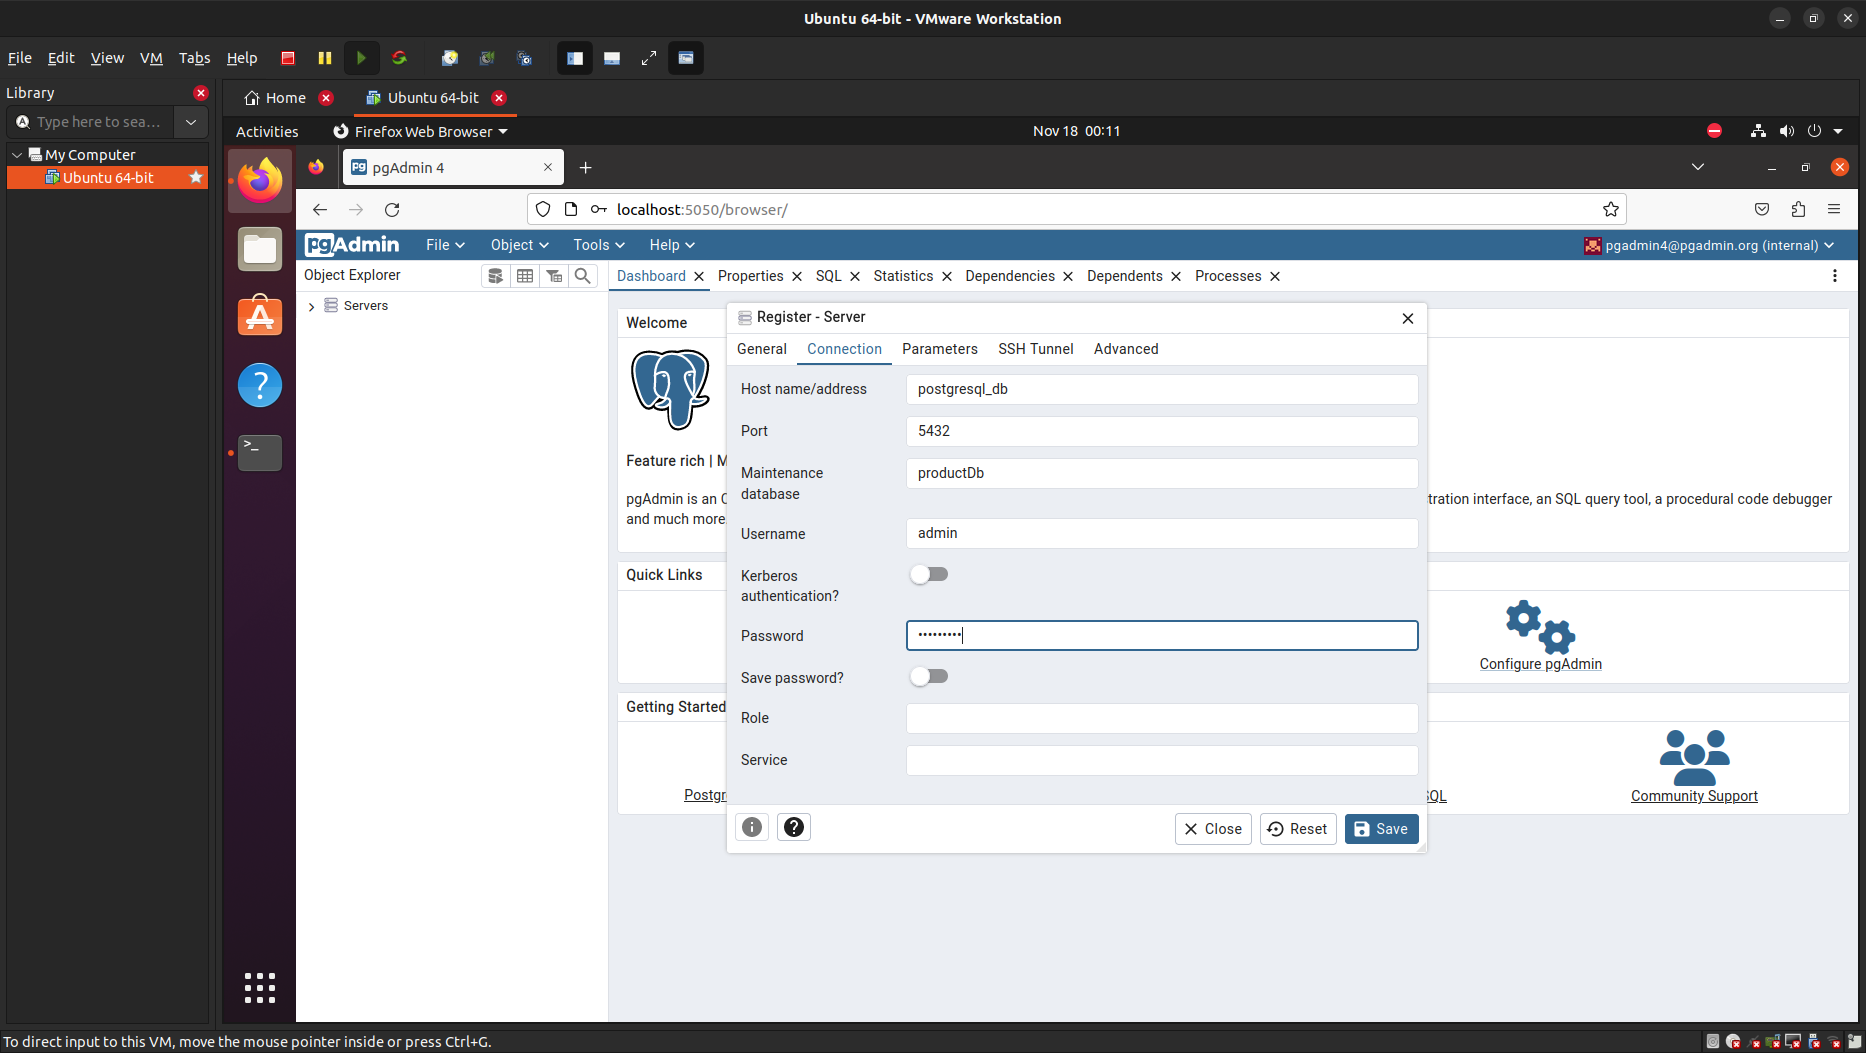 Ubuntu 64-bit - VMware Workstation
File Edit View VM Tabs Help
Library
Type here to sea...
My Computer
Ubuntu 64-bit
Home
Ubuntu 64-bit
Activities
Firefox Web Browser
Nov 18 00:11
pgAdmin 4
localhost:5050/browser/
pgAdmin
File Object Tools Help
pgadmin4@pgadmin.org (internal)
Object Explorer
Servers
Dashboard Properties SQL Statistics Dependencies Dependents Processes
Welcome
Feature rich | M
pgAdmin is an O
tration interface, an SQL query tool, a procedural code debugger
and much more.
Quick Links
Configure pgAdmin
Getting Started
Postgr
SQL
Community Support
Register - Server
General Connection Parameters SSH Tunnel Advanced
Host name/address
postgresql_db
Port
5432
Maintenance
database
productDb
Username
admin
Kerberos
authentication?
Password
•••••••••
Save password?
Role
Service
Close
Reset
Save
To direct input to this VM, move the mouse pointer inside or press Ctrl+G.